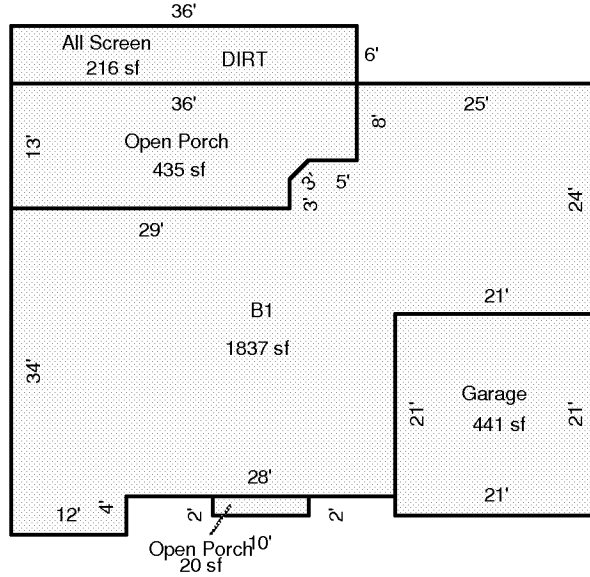 36'
All Screen
216 sf
DIRT
6'
36'
25'
13'
Open Porch
435 sf
8'
3'
5'
3'
29'
24'
B1
1837 sf
21'
34'
Garage
441 sf
21'
21'
28'
21'
12'
4'
2'
2'
10'
Open Porch
20 sf